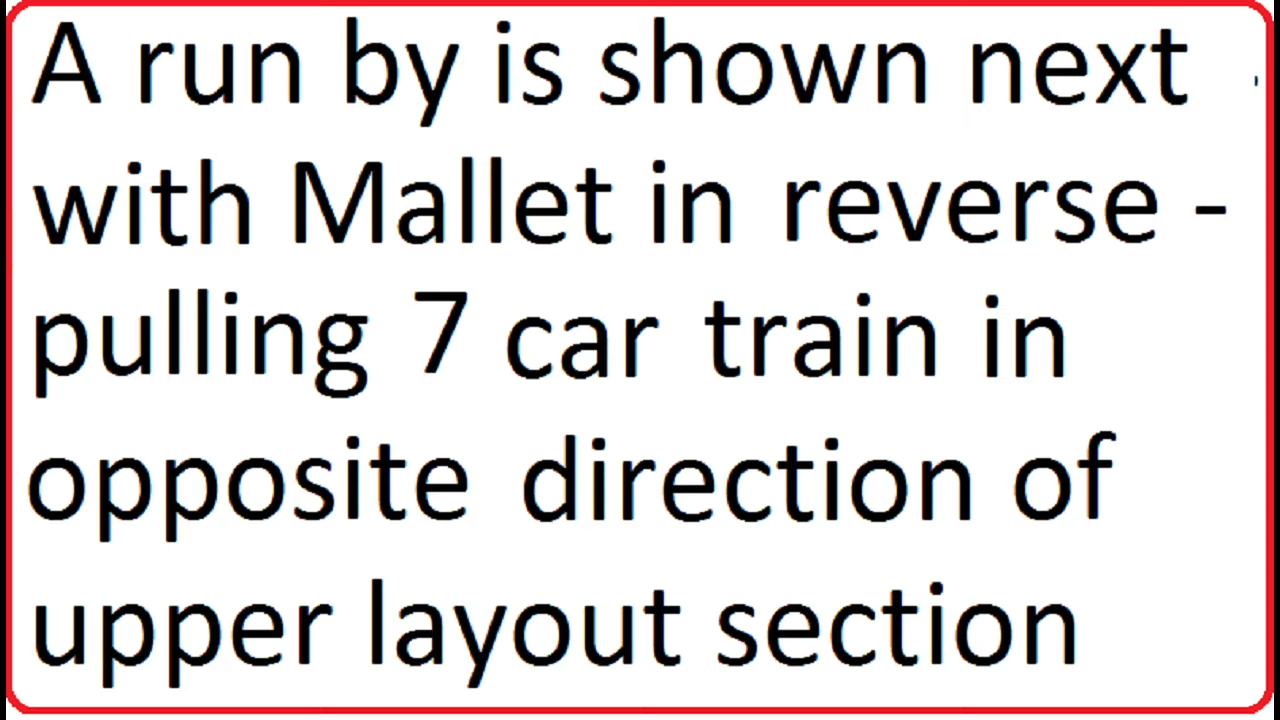 A run by is shown next
with Mallet in reverse -
pulling 7 car train in
opposite direction of
upper layout section